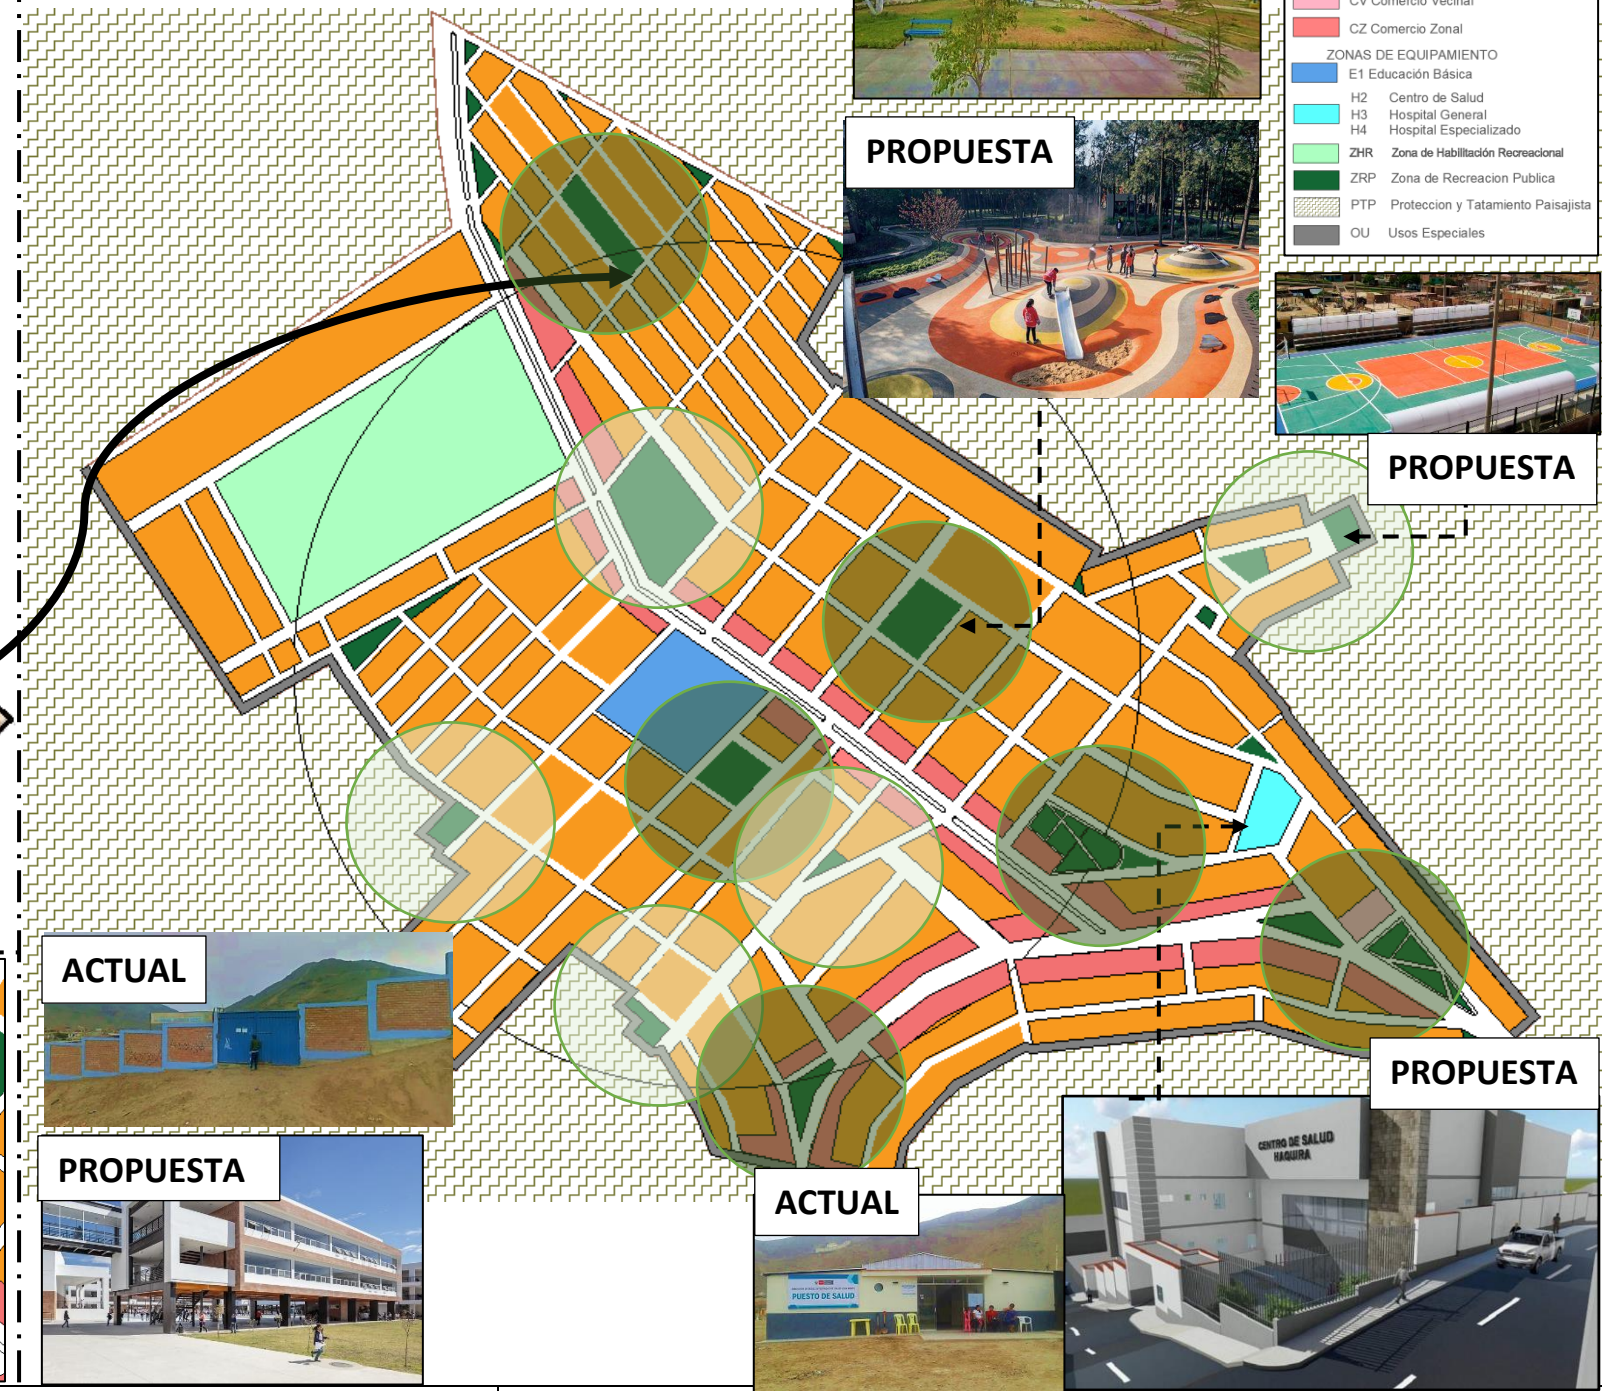 CV Comercio Vecinal
CZ Comercio Zonal
ZONAS DE EQUIPAMIENTO
E1 Educación Básica
H2 Centro de Salud
H3 Hospital General
H4 Hospital Especializado
ZHR Zona de Habilitación Recreacional
ZRP Zona de Recreacion Publica
PTP Proteccion y Tatamiento Paisajista
OU Usos Especiales
PROPUESTA
PROPUESTA
ACTUAL
PROPUESTA
PROPUESTA
CENTRO DE SALUD
HAQUIRA
ACTUAL
PUESTO DE SALUD